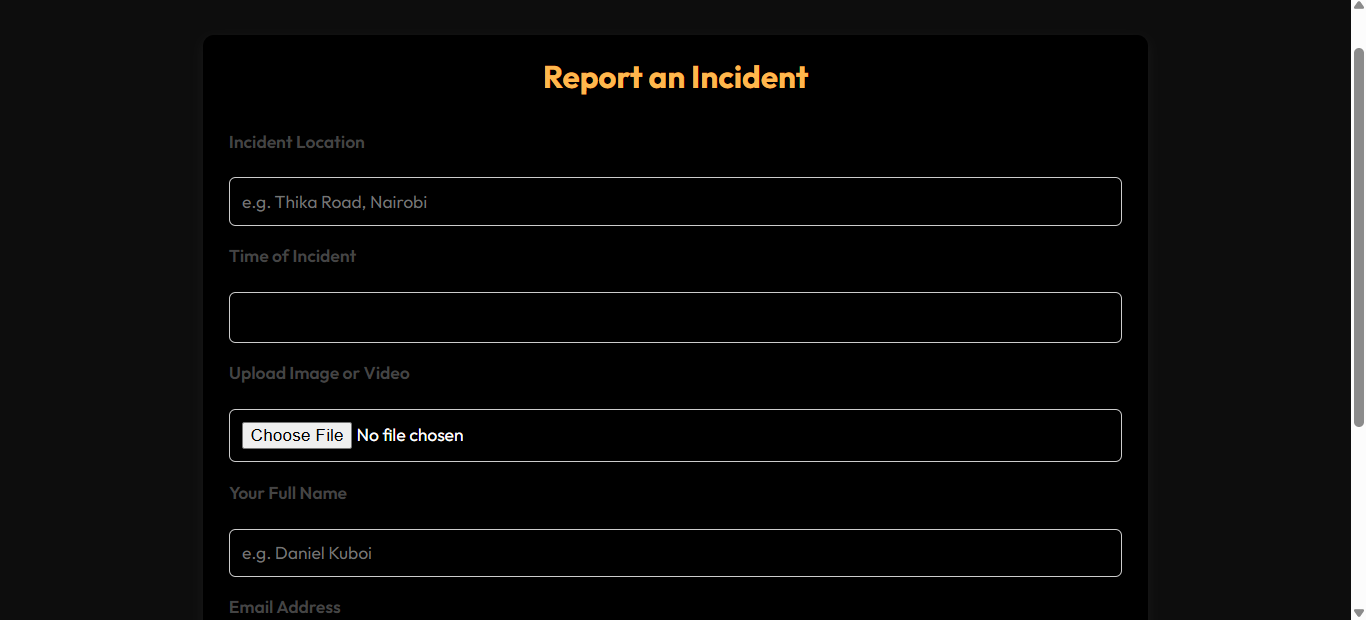 Report an Incident
Incident Location
e.g. Thika Road, Nairobi
Time of Incident
Upload Image or Video
Choose File No file chosen
Your Full Name
e.g. Daniel Kuboi
Email Address